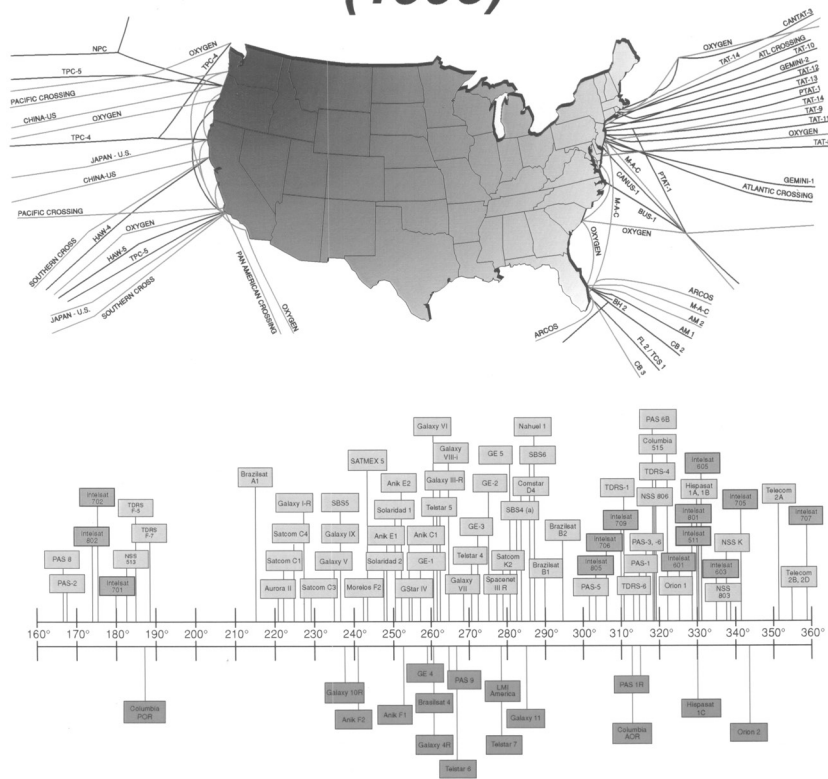 NPC
OXYGEN
TPC-4
TPC-5
PACIFIC CROSSING
CHINA-US
OXYGEN
TPC-4
JAPAN - U.S.
CHINA-US
PACIFIC CROSSING
HAW-4
SOUTHERN CROSS
OXYGEN
HAW-5
TPC-5
JAPAN - U.S.
SOUTHERN CROSS
PAN AMERICAN CROSSING
OXYGEN
CANTAT-3
OXYGEN
ATL CROSSING
TAT-14
TAT-10
GEMINI-2
TAT-12
TAT-13
PTAT-1
TAT-14
TAT-9
OXYGEN
GEMINI-1
ATLANTIC CROSSING
M-A-C
PTAT-1
CANUS-1
BUS-1
M-A-C
OXYGEN
OXYGEN
ARCOS
M-A-C
AM 2
AM 1
CB 2
BH 2
FL 2 / TCS 1
CB 3
ARCOS
Galaxy VI
Nahuel 1
PAS 6B
Columbia
515
SATMEX 5
Galaxy
VIII-i
GE 5
SBS6
Intelsat
605
Brazilsat
A1
Anik E2
Galaxy III-R
GE-2
Comstar
D4
TDRS-1
TDRS-4
Hispasat
1A, 1B
Telecom
2A
Intelsat
702
TDRS
F-5
Galaxy I-R
SBS5
Solaridad 1
Telstar 5
SBS4 (a)
NSS 806
Intelsat
705
Intelsat
709
Intelsat
801
Intelsat
707
Intelsat
802
TDRS
F-7
Satcom C4
Galaxy IX
Anik E1
Anik C1
GE-3
Brazilsat
B2
Intelsat
706
PAS-3, -6
Intelsat
511
NSS K
PAS 8
NSS
513
Satcom C1
Galaxy V
Solaridad 2
GE-1
Telstar 4
Satcom
K2
Brazilsat
B1
Intelsat
805
PAS-1
Intelsat
601
Intelsat
603
Telecom
2B, 2D
PAS-2
Intelsat
701
Aurora II
Satcom C3
Morelos F2
GStar IV
Galaxy
VII
Spacenet
III R
PAS-5
TDRS-6
Orion 1
NSS
803
160° 170° 180° 190° 200° 210° 220° 230° 240° 250° 260° 270° 280° 290° 300° 310° 320° 330° 340° 350° 360°
Columbia
POR
Galaxy 10R
Anik F2
Anik F1
GE 4
Brasilsat 4
Galaxy 4R
PAS 9
Telstar 6
LMI
America
Telstar 7
Galaxy 11
PAS 1R
Columbia
AOR
Hispasat
1C
Orion 2